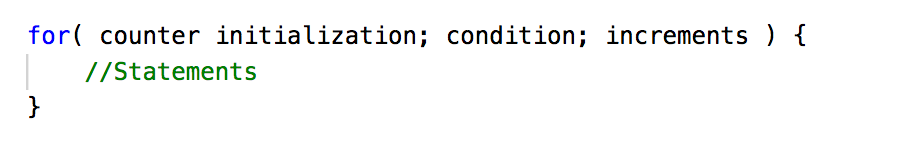 for( counter initialization; condition; increments ) {
//Statements
}